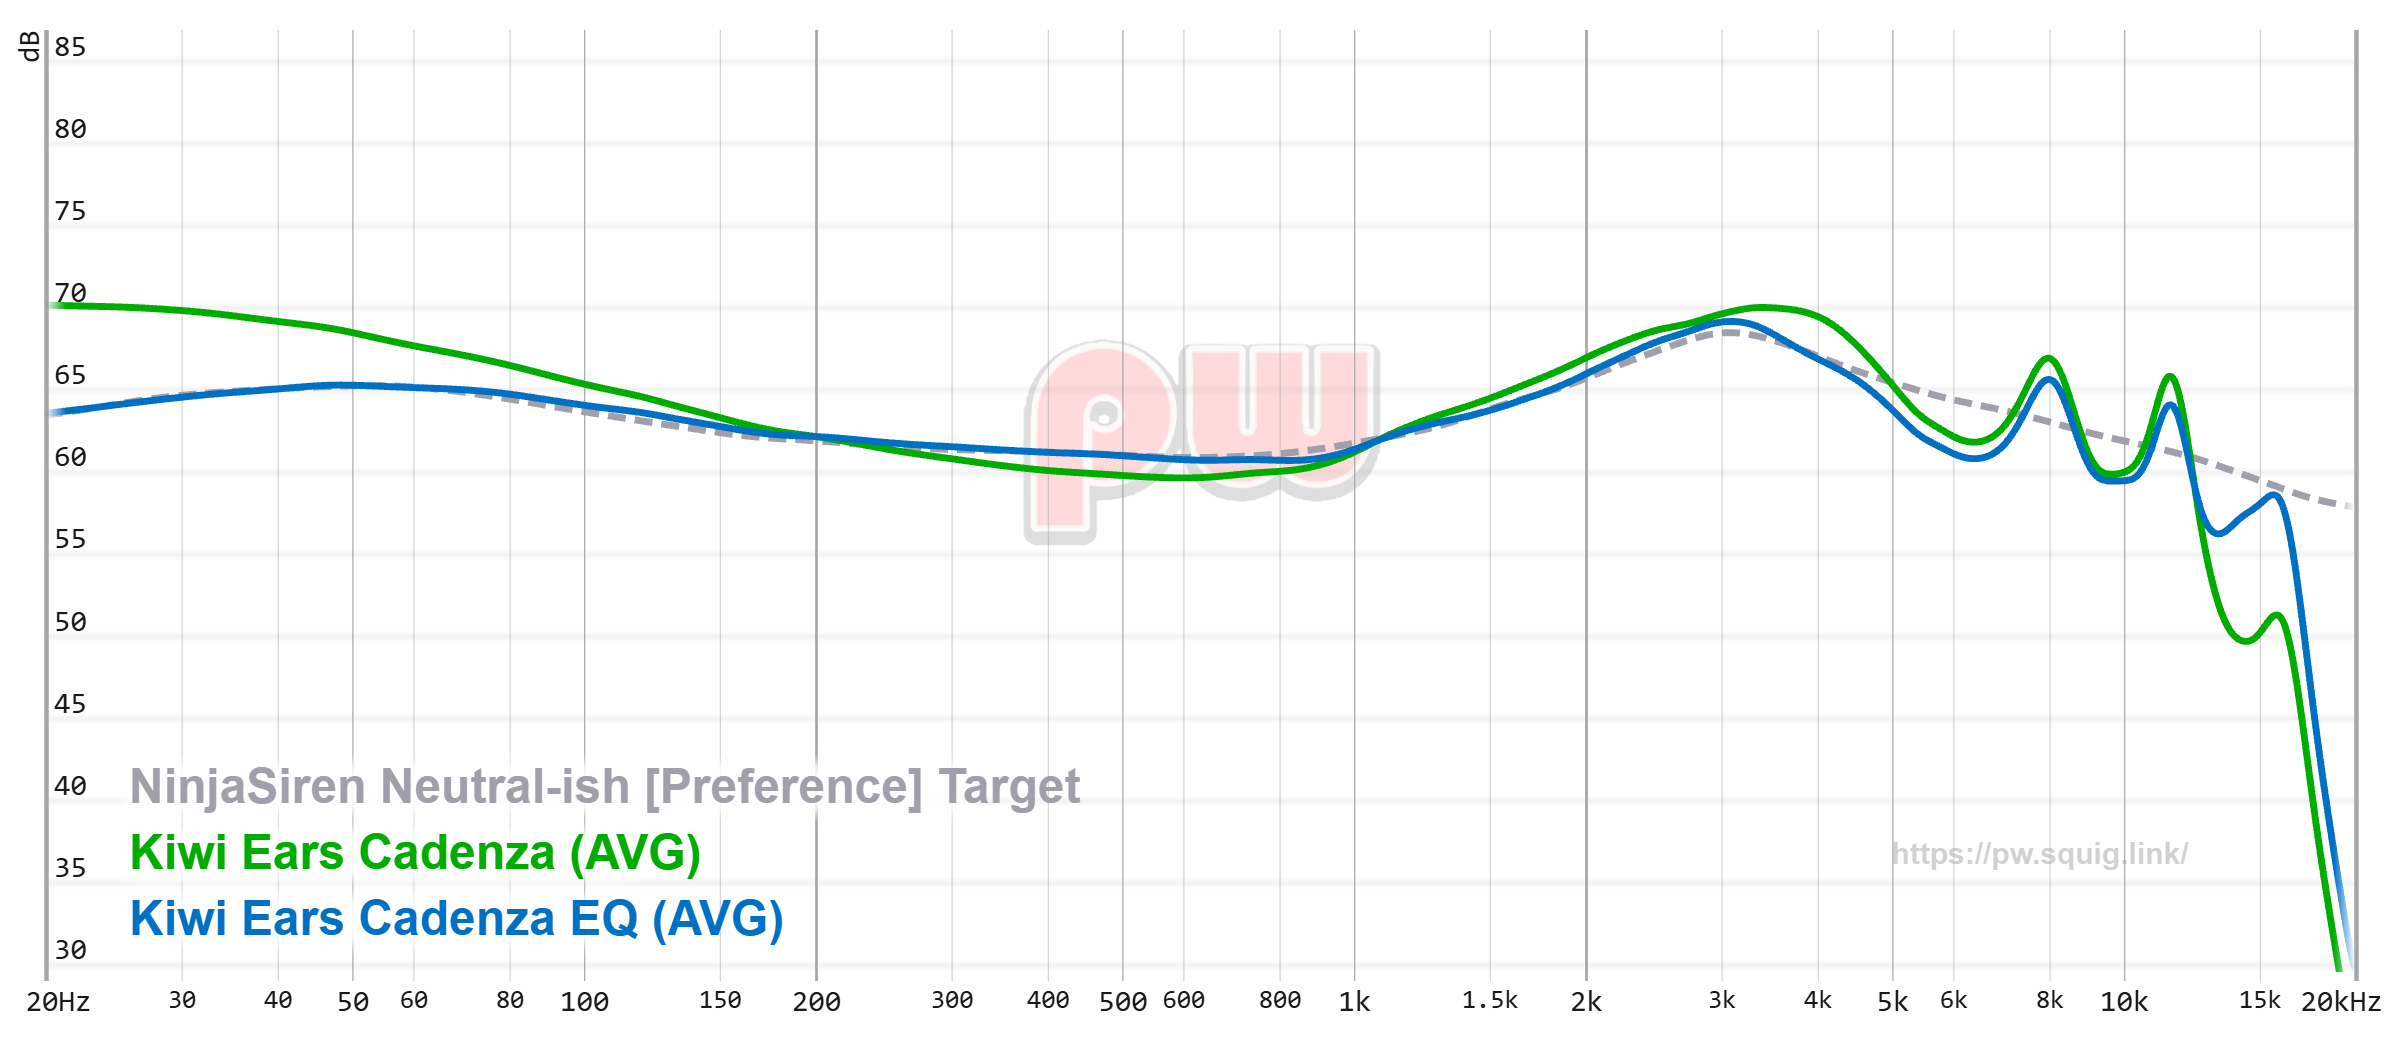 dB
85
80
75
70
65
60
55
50
45
40
35
30
pw
NinjaSiren Neutral-ish [Preference] Target
Kiwi Ears Cadenza (AVG)
Kiwi Ears Cadenza EQ (AVG)
https://pw.squig.link/
20Hz 30 40 50 60 80 100 150 200 300 400 500 600 800 1k 1.5k 2k 3k 4k 5k 6k 8k 10k 15k 20kHz